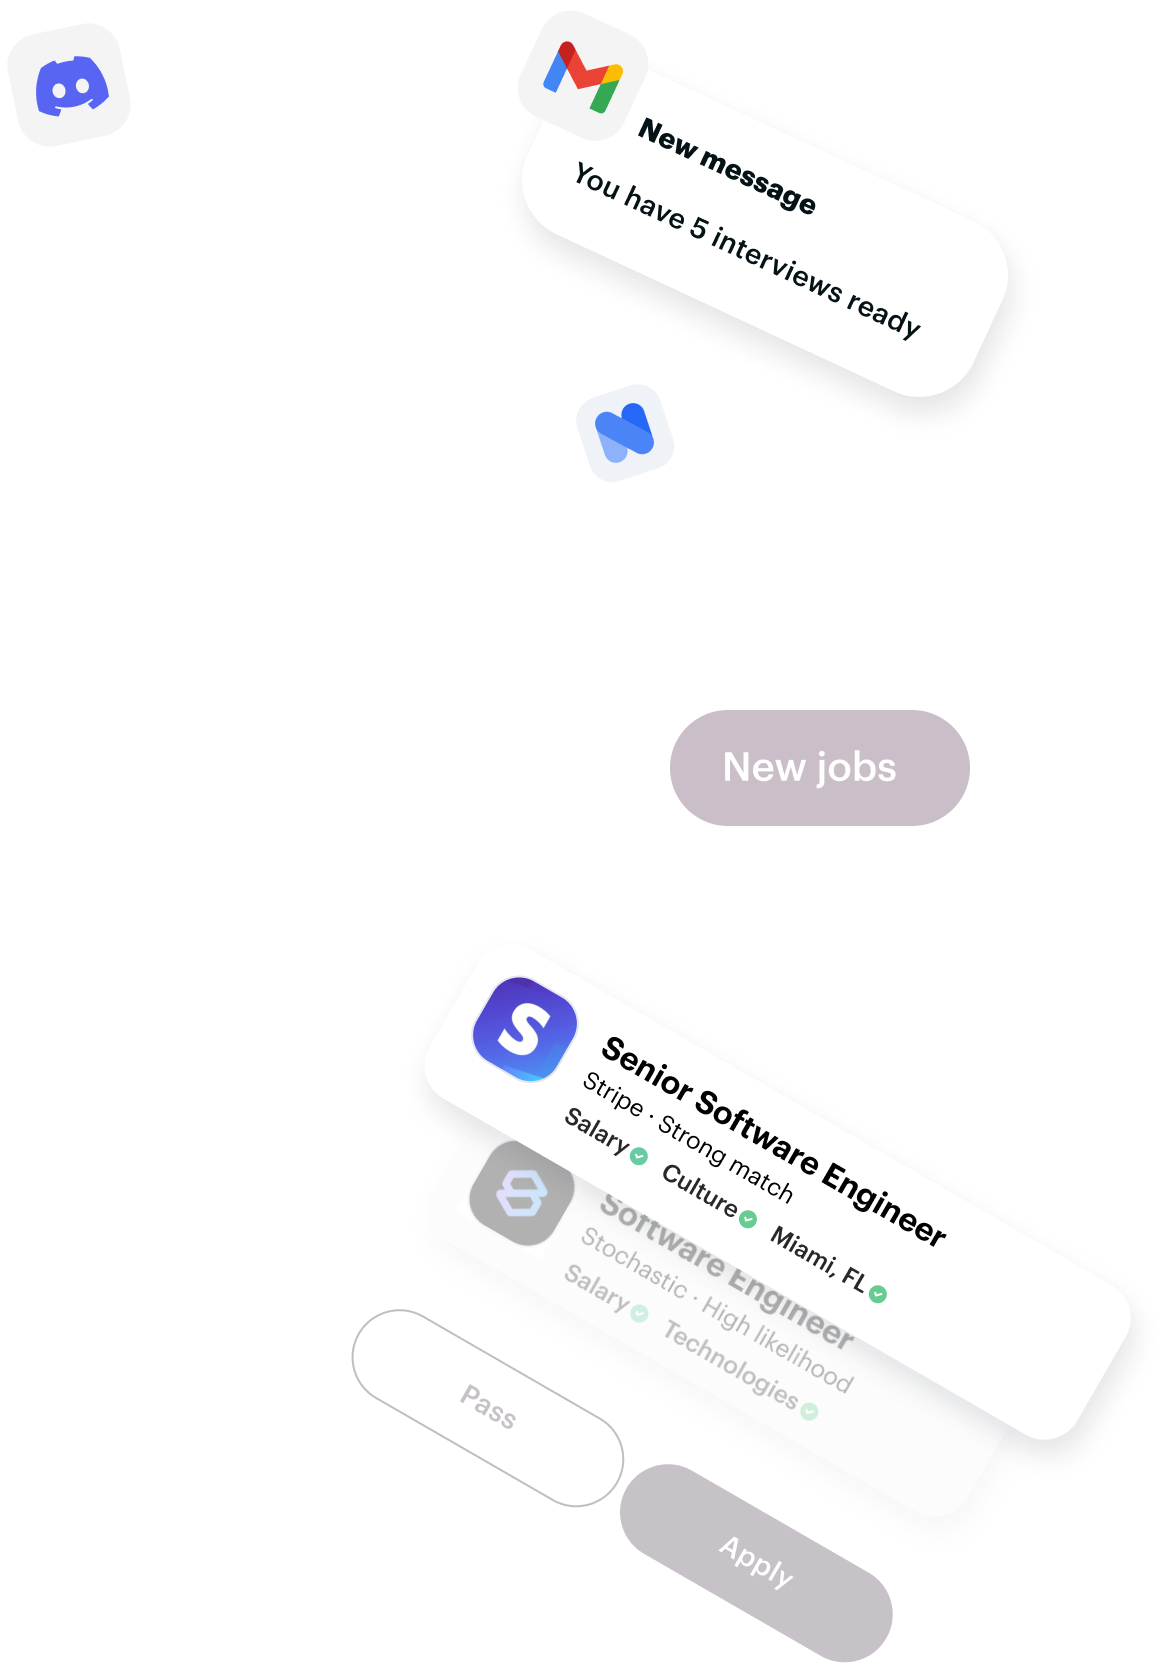 New message
You have 5 interviews ready
New jobs
Senior Software Engineer
Stripe · Strong match
Salary Culture Miami, FL
Software Engineer
Stochastic · High likelihood
Salary Technologies
Pass
Apply